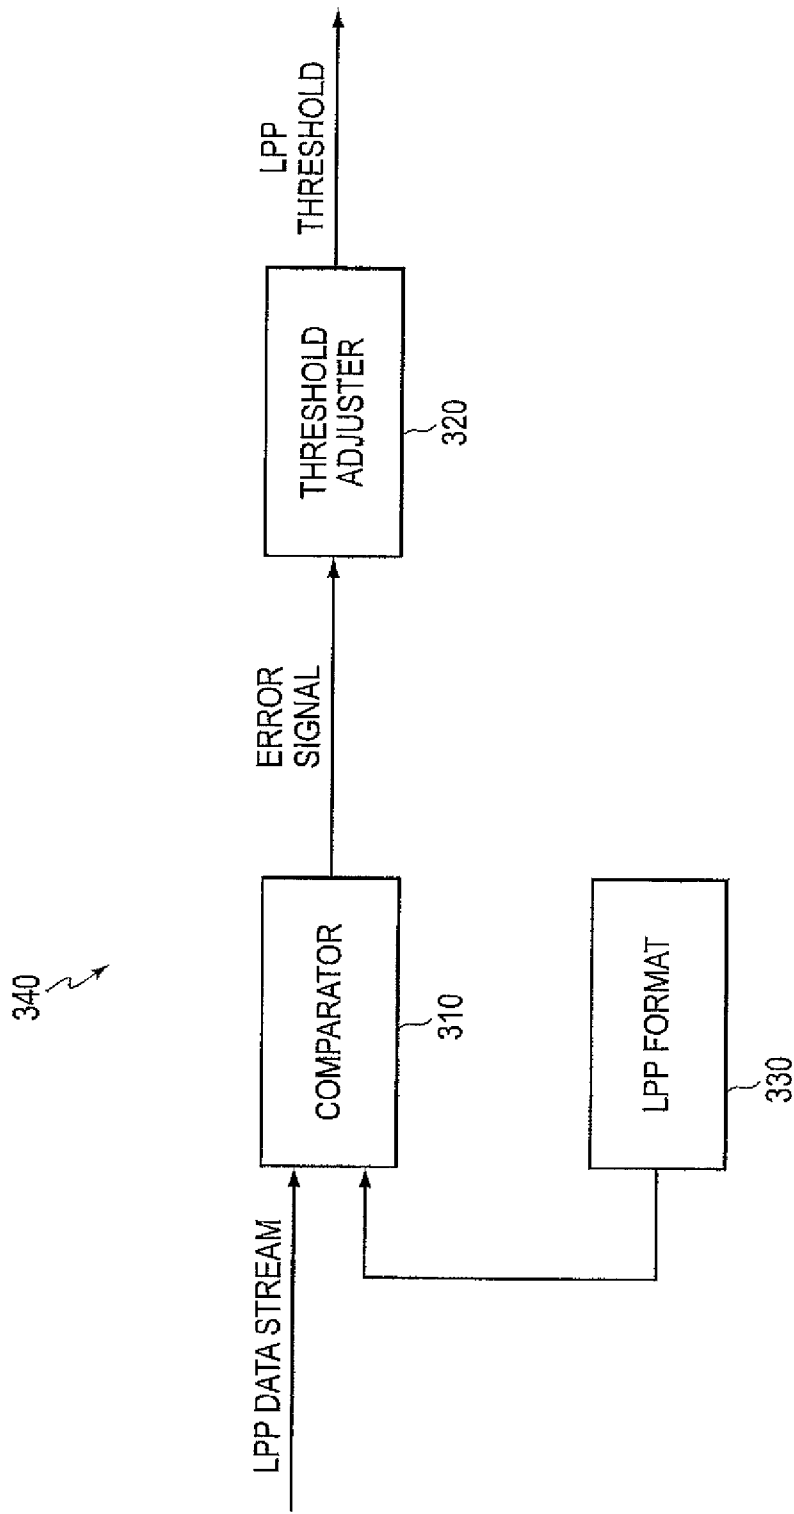 340
LPP DATA STREAM
COMPARATOR
310
ERROR
SIGNAL
THRESHOLD
ADJUSTER
320
LPP
THRESHOLD
LPP FORMAT
330